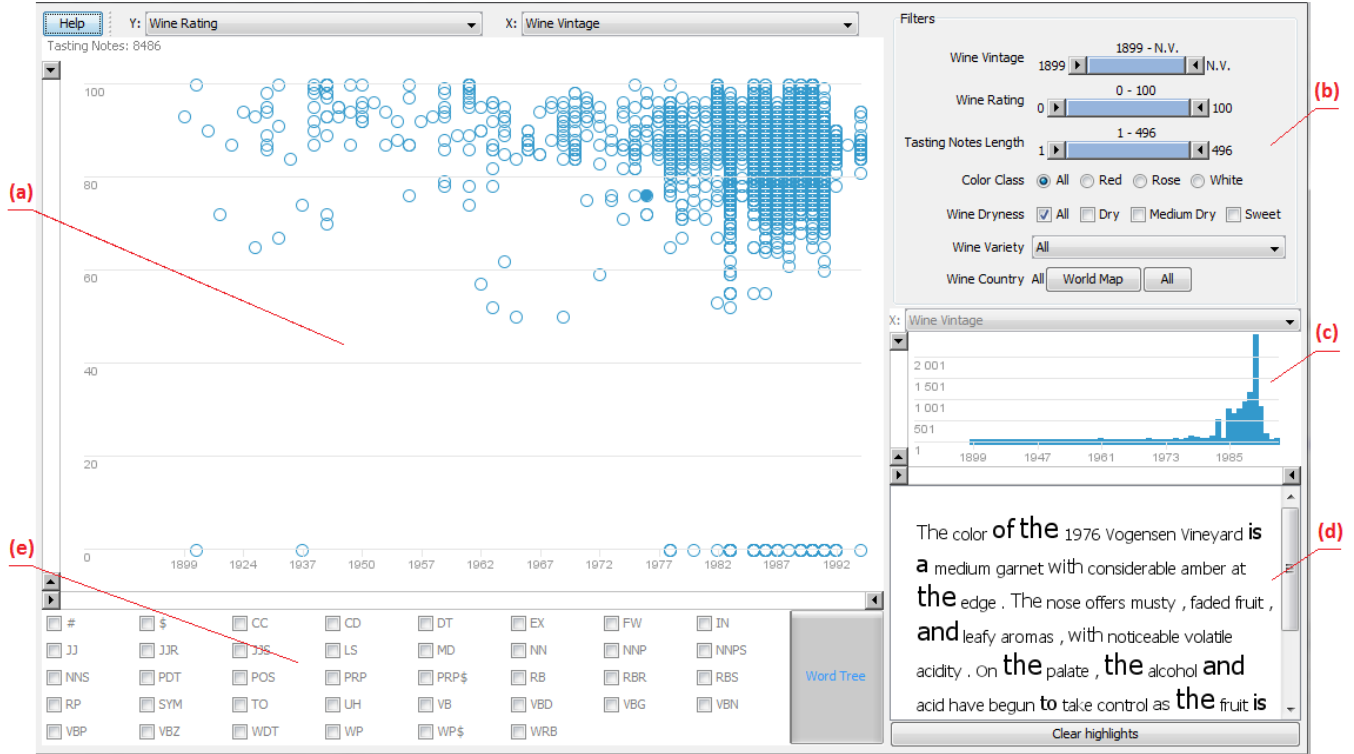 Help Y: Wine Rating X: Wine Vintage
Tasting Notes: 8486
100
80
60
40
20
0
1899 1924 1937 1950 1957 1962 1967 1972 1977 1982 1987 1992
(a)
(e)
# $ CC CD DT EX FW IN
JJ JJR JJS LS MD NN NNP NNPS
NNS PDT POS PRP PRP$ RB RBR RBS
RP SYM TO UH VB VBD VBG VBN
VBP VBZ WDT WP WP$ WRB
Word Tree
Filters
1899 - N.V.
Wine Vintage 1899 N.V.
0 - 100
Wine Rating 0 100
1 - 496
Tasting Notes Length 1 496
Color Class All Red Rose White
Wine Dryness All Dry Medium Dry Sweet
Wine Variety All
Wine Country All World Map All
(b)
X: Wine Vintage
2 001
1 501
1 001
501
1
1899 1947 1961 1973 1985
(c)
The color of the 1976 Vogensen Vineyard is
a medium garnet with considerable amber at
the edge . The nose offers musty , faded fruit ,
and leafy aromas , with noticeable volatile
acidity . On the palate , the alcohol and
acid have begun to take control as the fruit is
(d)
Clear highlights